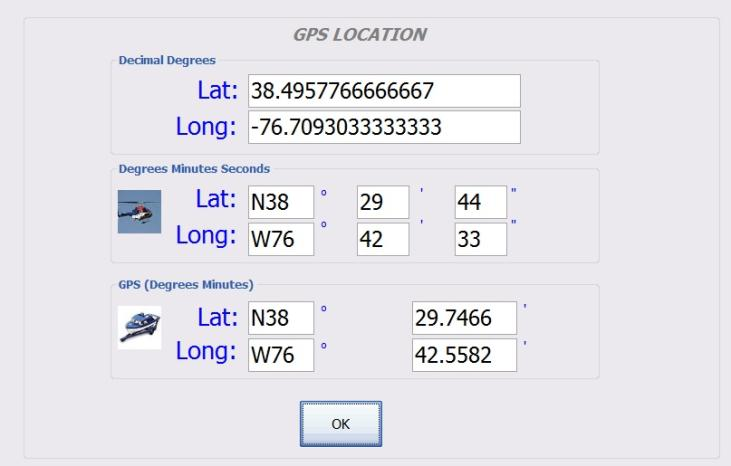 GPS LOCATION
Decimal Degrees
Lat: 38.4957766666667
Long: -76.7093033333333
Degrees Minutes Seconds
Lat: N38 ° 29 ' 44 "
Long: W76 ° 42 ' 33 "
GPS (Degrees Minutes)
Lat: N38 ° 29.7466 '
Long: W76 ° 42.5582 '
OK